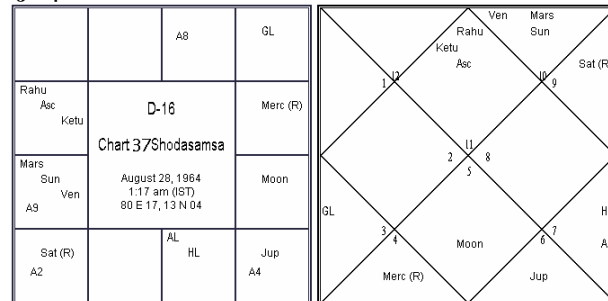 A8
GL
Rahu
Asc
Ketu
Merc (R)
D-16
Chart 37 Shodasamsa
August 28, 1964
1:17 am (IST)
80 E 17, 13 N 04
Mars
Sun
Ven
A9
Moon
Sat (R)
A2
AL
HL
Jup
A4
Ven Mars
Rahu Sun
Ketu
Asc
Sat (R
1 12 10 9
11
2 8
5
GL
H
A
3 4 6 7
Moon
Merc (R)
Jup